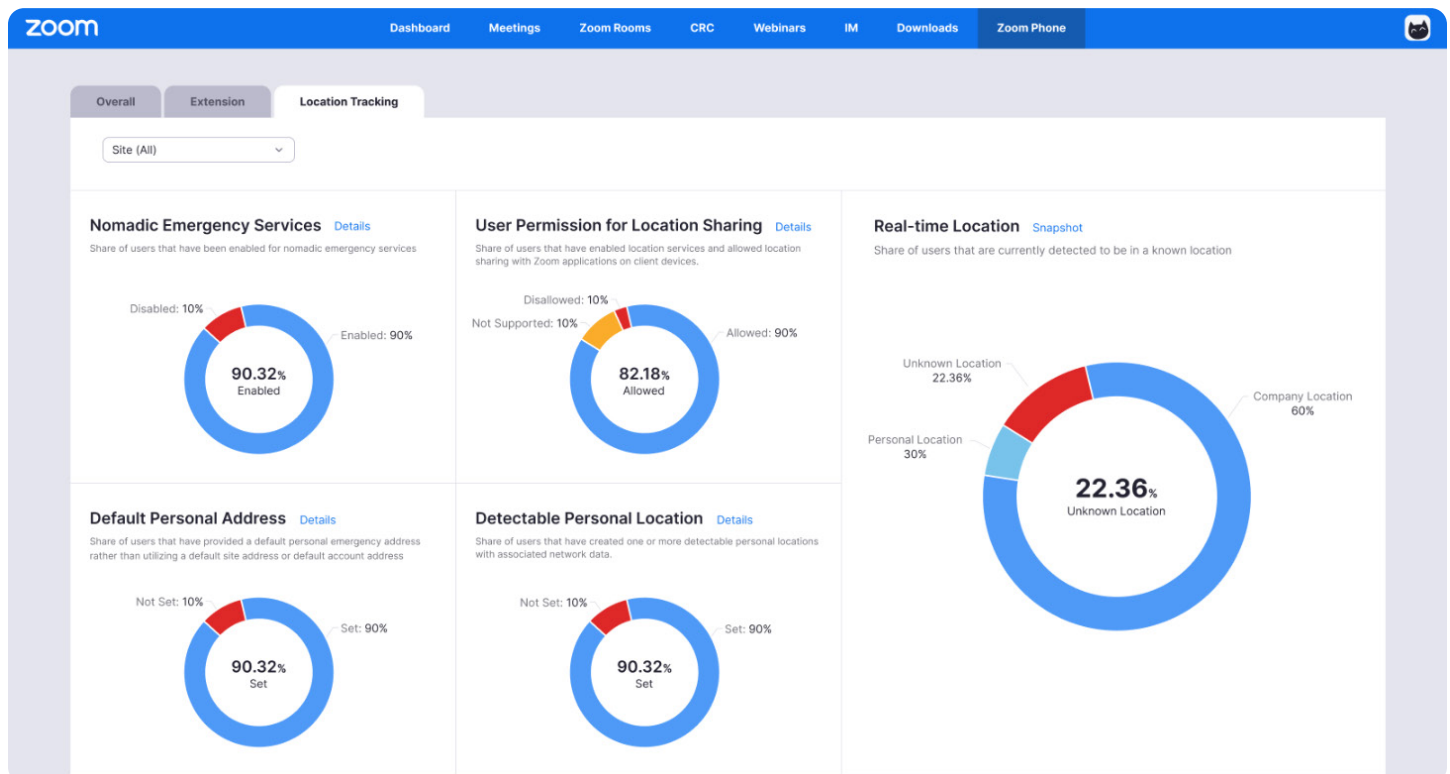 zoom
Dashboard Meetings Zoom Rooms CRC Webinars IM Downloads Zoom Phone
Overall Extension Location Tracking
Site (All)
Nomadic Emergency Services Details
Share of users that have been enabled for nomadic emergency services
Disabled: 10%
Enabled: 90%
90.32%
Enabled
User Permission for Location Sharing Details
Share of users that have enabled location services and allowed location
sharing with Zoom applications on client devices.
Disallowed: 10%
Not Supported: 10%
Allowed: 90%
82.18%
Allowed
Real-time Location Snapshot
Share of users that are currently detected to be in a known location
Unknown Location
22.36%
Company Location
60%
Personal Location
30%
22.36%
Unknown Location
Default Personal Address Details
Share of users that have provided a default personal emergency address
rather than utilizing a default site address or default account address
Not Set: 10%
Set: 90%
90.32%
Set
Detectable Personal Location Details
Share of users that have created one or more detectable personal locations
with associated network data.
Not Set: 10%
Set: 90%
90.32%
Set